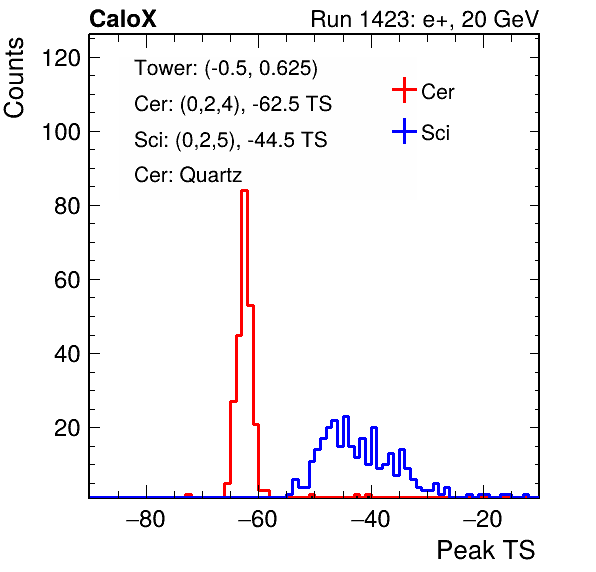 CaloX
Run 1423: e+, 20 GeV
Counts
Tower: (-0.5, 0.625)
Cer: (0,2,4), -62.5 TS
Sci: (0,2,5), -44.5 TS
Cer: Quartz
Cer
Sci
120
100
80
60
40
20
−80
−60
−40
−20
Peak TS